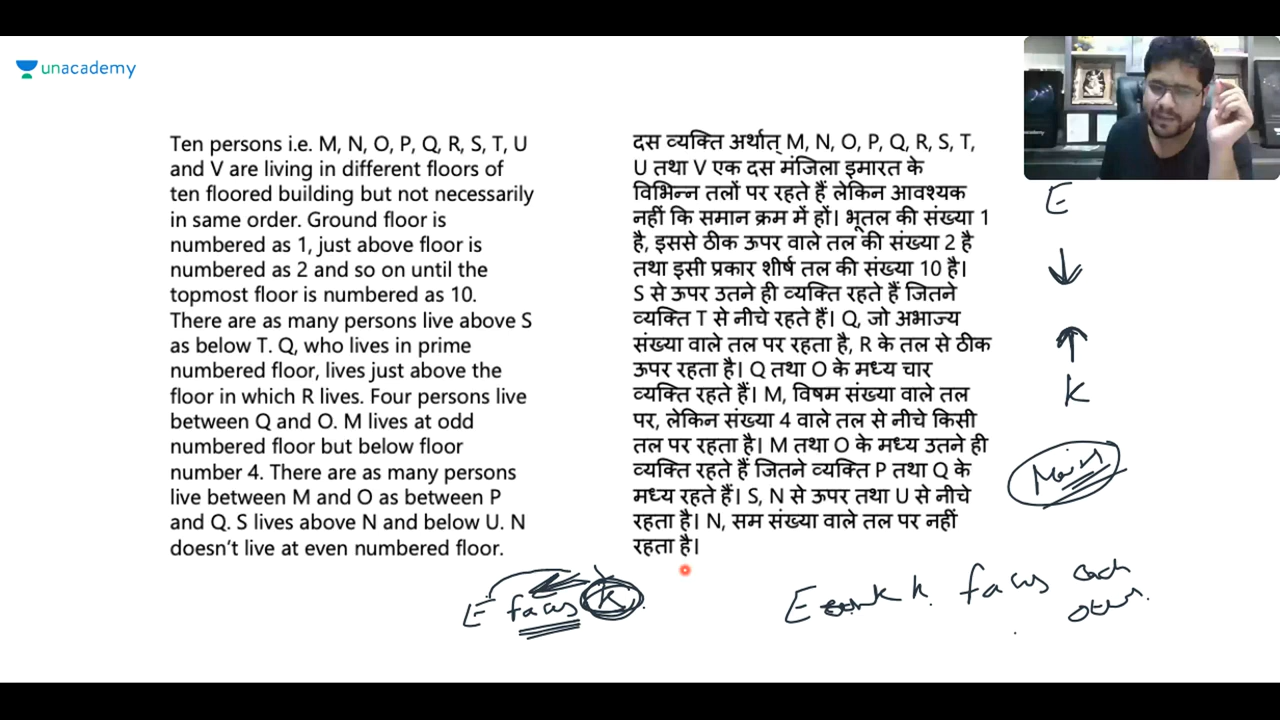 unacademy
Ten persons i.e. M, N, O, P, Q, R, S, T, U
and V are living in different floors of
ten floored building but not necessarily
in same order. Ground floor is
numbered as 1, just above floor is
numbered as 2 and so on until the
topmost floor is numbered as 10.
There are as many persons live above S
as below T. Q, who lives in prime
numbered floor, lives just above the
floor in which R lives. Four persons live
between Q and O. M lives at odd
numbered floor but below floor
number 4. There are as many persons
live between M and O as between P
and Q. S lives above N and below U. N
doesn’t live at even numbered floor.
दस व्यक्ति अर्थात् M, N, O, P, Q, R, S, T,
U तथा V एक दस मंजिला इमारत के
विभिन्न तलों पर रहते हैं लेकिन आवश्यक
नहीं कि समान क्रम में हों। भूतल की संख्या 1
है, इससे ठीक ऊपर वाले तल की संख्या 2 है
तथा इसी प्रकार शीर्ष तल की संख्या 10 है।
S से ऊपर उतने ही व्यक्ति रहते हैं जितने
व्यक्ति T से नीचे रहते हैं। Q, जो अभाज्य
संख्या वाले तल पर रहता है, R के तल से ठीक
ऊपर रहता है। Q तथा O के मध्य चार
व्यक्ति रहते हैं। M, विषम संख्या वाले तल
पर, लेकिन संख्या 4 वाले तल से नीचे किसी
तल पर रहता है। M तथा O के मध्य उतने ही
व्यक्ति रहते हैं जितने व्यक्ति P तथा Q के
मध्य रहते हैं। S, N से ऊपर तथा U से नीचे
रहता है। N, सम संख्या वाले तल पर नहीं
रहता है।
E
K
E faces K
E K faces each
other